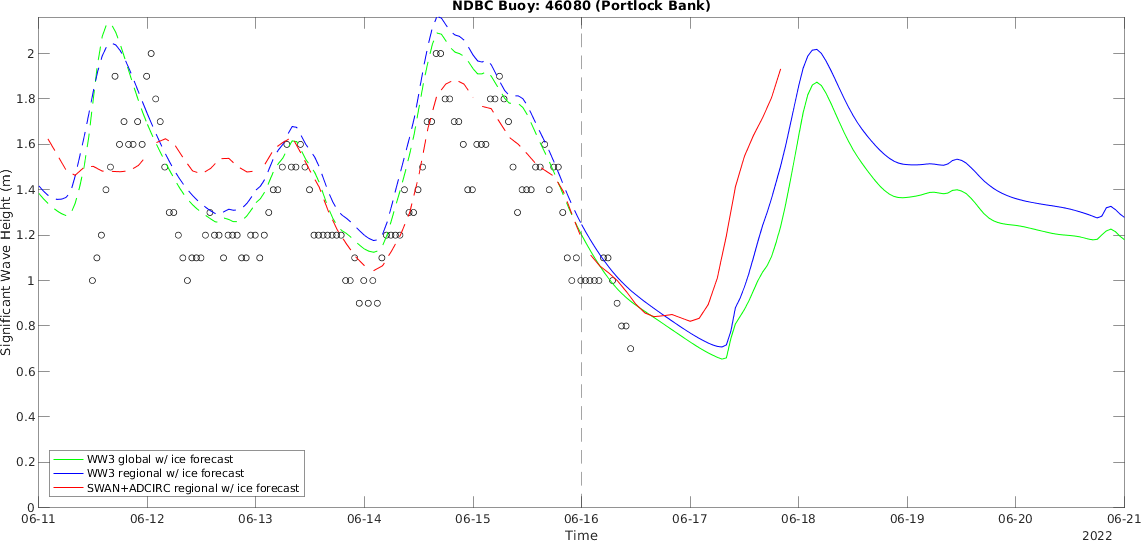 NDBC Buoy: 46080 (Portlock Bank)
Significant Wave Height (m)
2
1.8
1.6
1.4
1.2
1
0.8
0.6
0.4
0.2
0
WW3 global w/ ice forecast
WW3 regional w/ ice forecast
SWAN+ADCIRC regional w/ ice forecast
06-11 06-12 06-13 06-14 06-15 06-16 06-17 06-18 06-19 06-20 06-21
Time
2022